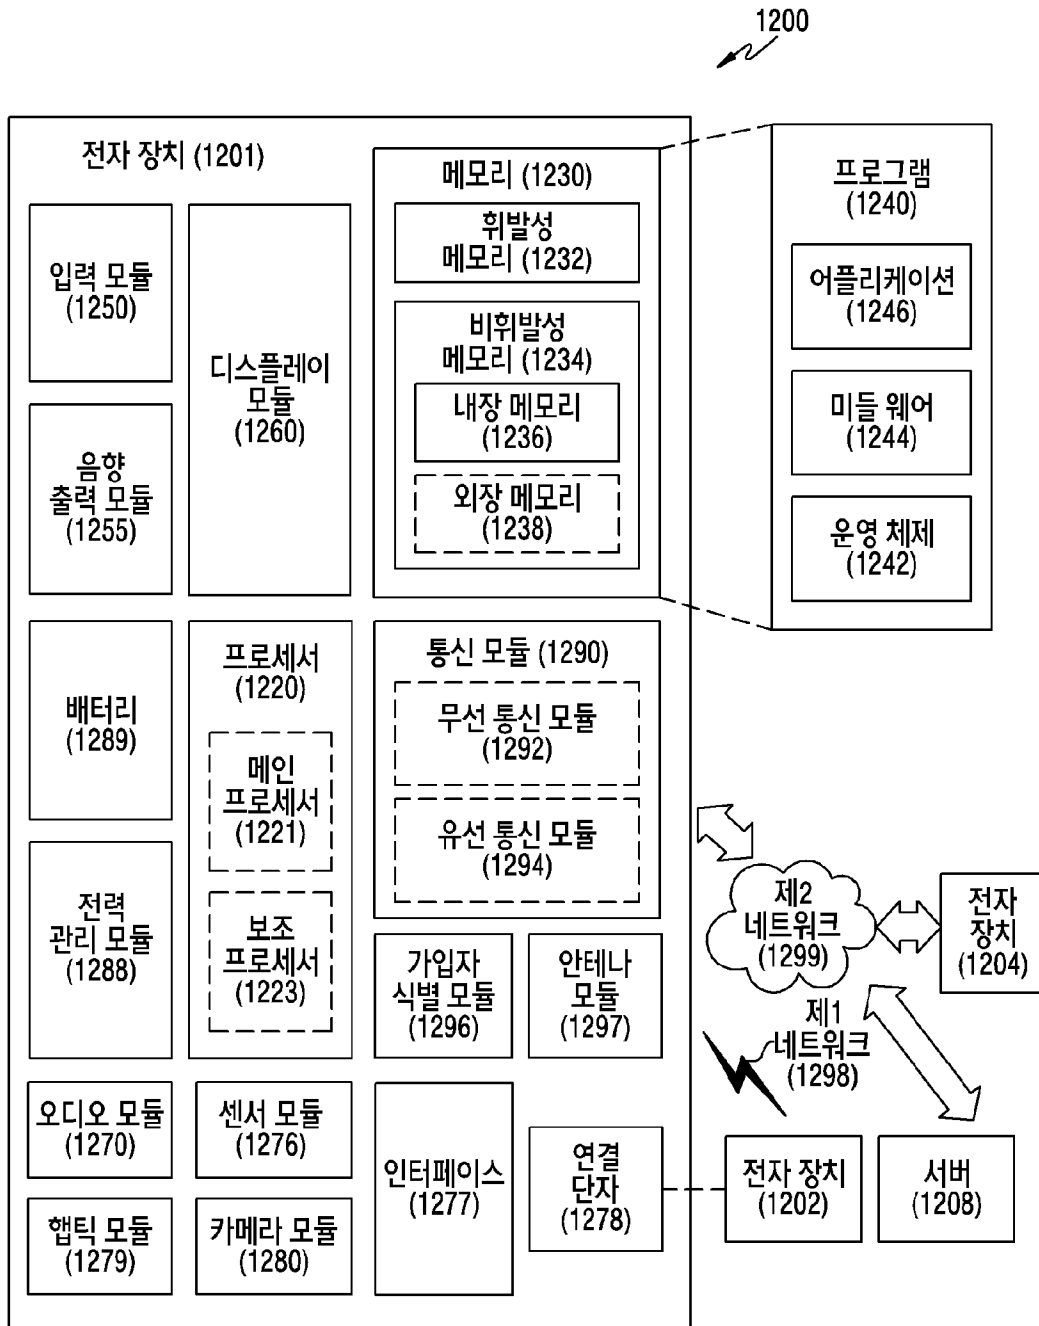 1200
전자 장치 (1201)
입력 모듈
(1250)
음향
출력 모듈
(1255)
디스플레이
모듈
(1260)
메모리 (1230)
휘발성
메모리 (1232)
비휘발성
메모리 (1234)
내장 메모리
(1236)
외장 메모리
(1238)
프로그램
(1240)
어플리케이션
(1246)
미들 웨어
(1244)
운영 체제
(1242)
배터리
(1289)
전력
관리 모듈
(1288)
프로세서
(1220)
메인
프로세서
(1221)
보조
프로세서
(1223)
통신 모듈 (1290)
무선 통신 모듈
(1292)
유선 통신 모듈
(1294)
가입자
식별 모듈
(1296)
안테나
모듈
(1297)
제2
네트워크
(1299)
전자
장치
(1204)
제1
네트워크
(1298)
오디오 모듈
(1270)
센서 모듈
(1276)
햅틱 모듈
(1279)
카메라 모듈
(1280)
인터페이스
(1277)
연결
단자
(1278)
전자 장치
(1202)
서버
(1208)